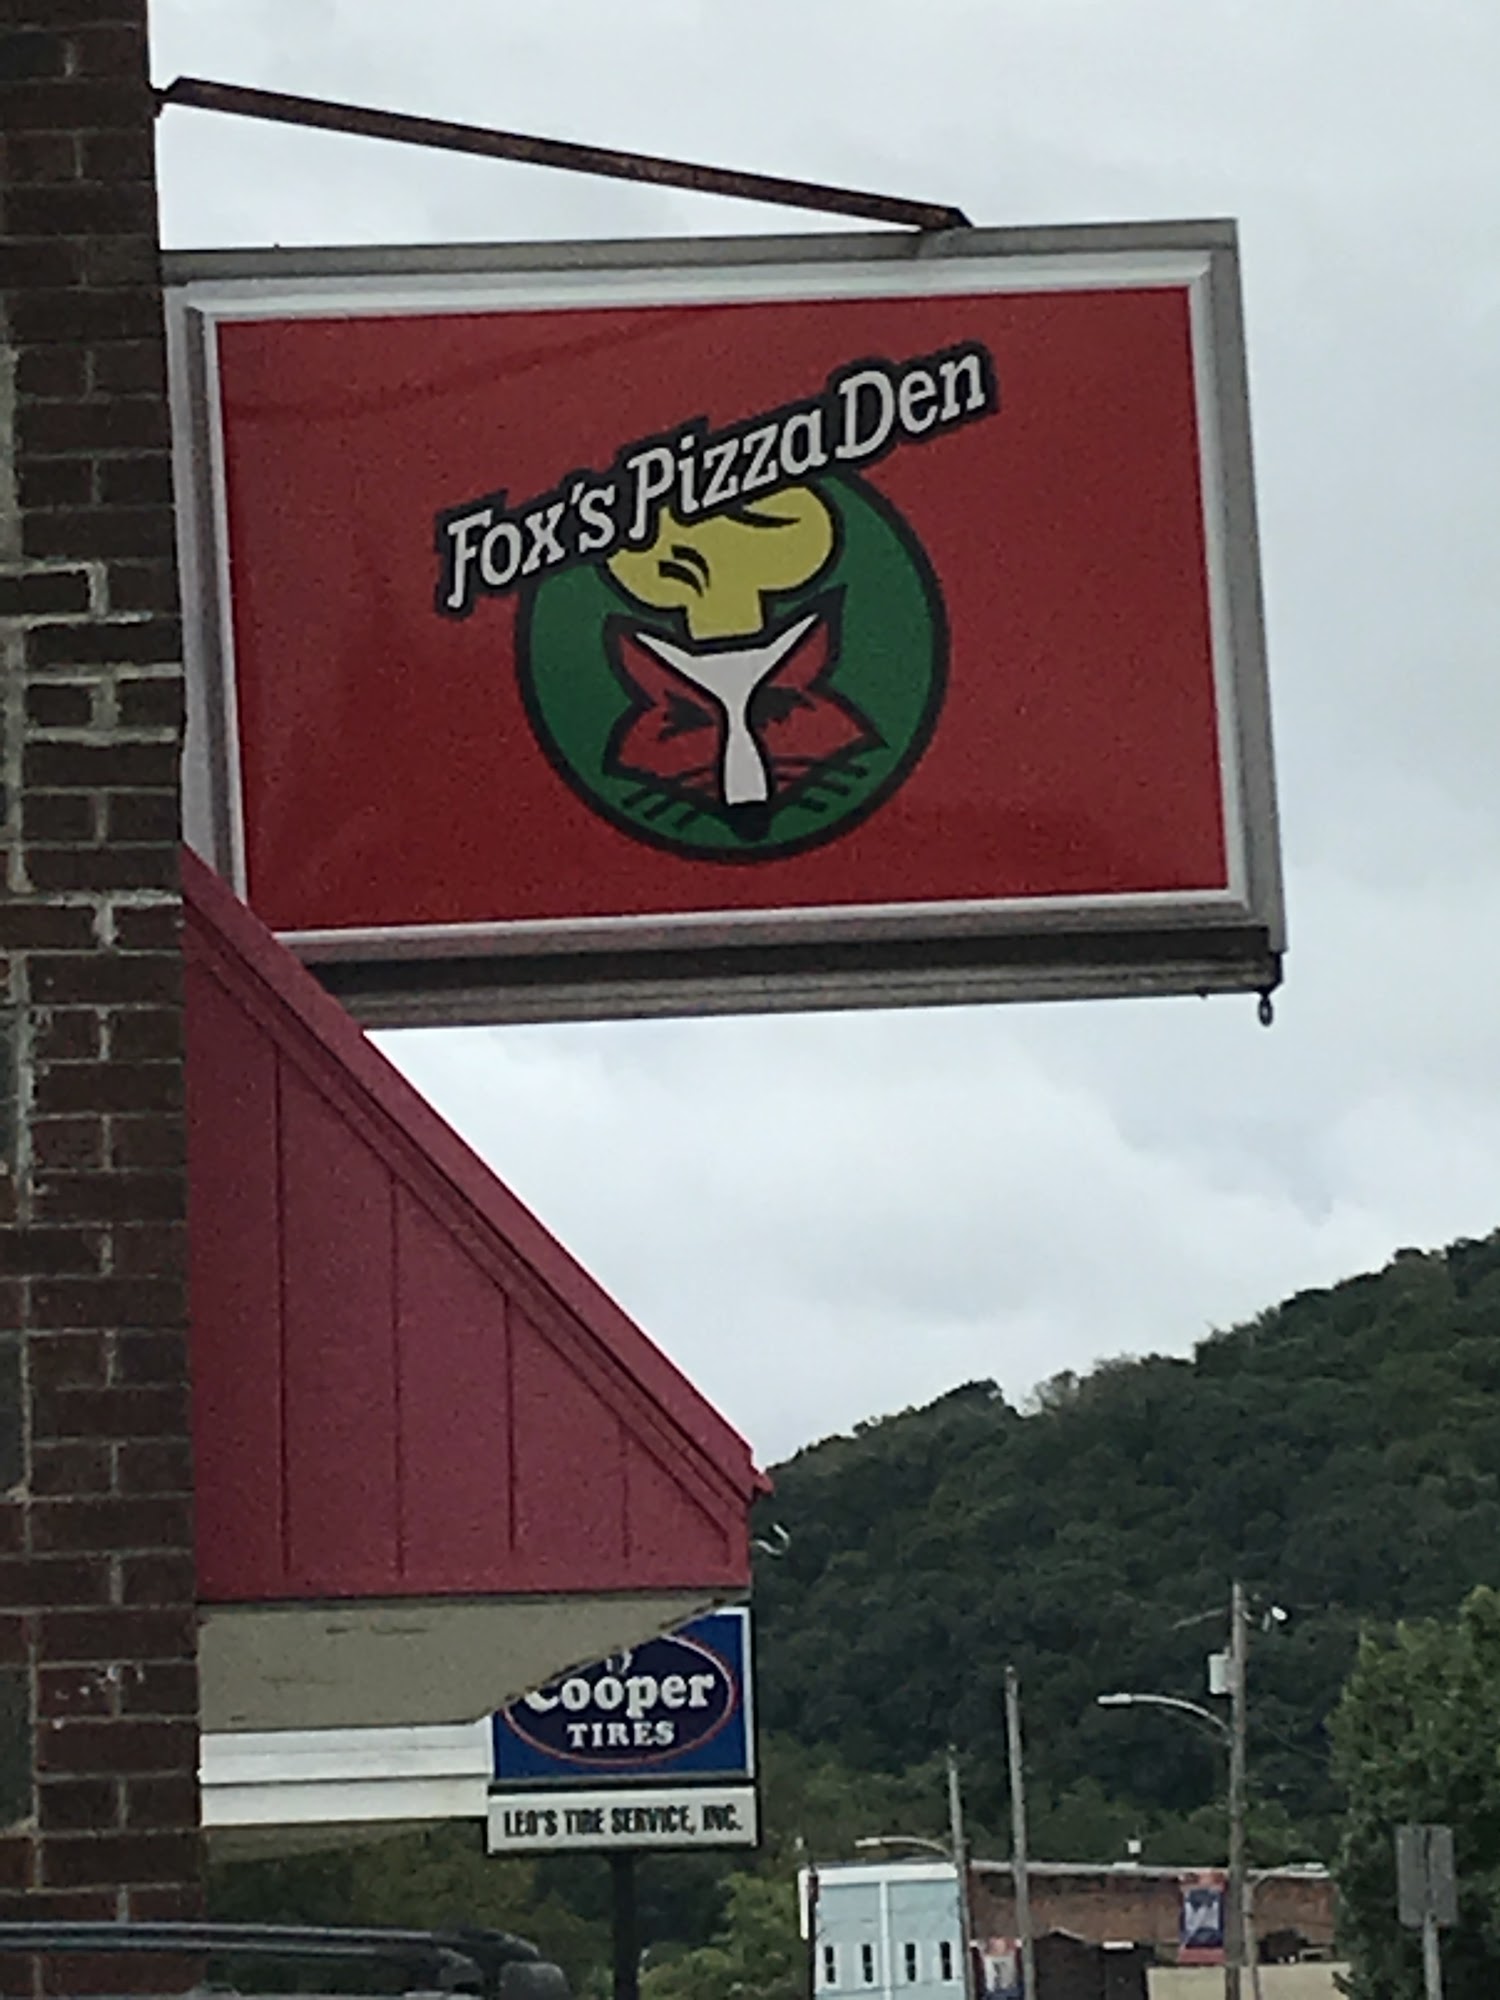 Fox's Pizza Den
Cooper
TIRES
LEO'S TIRE SERVICE, INC.